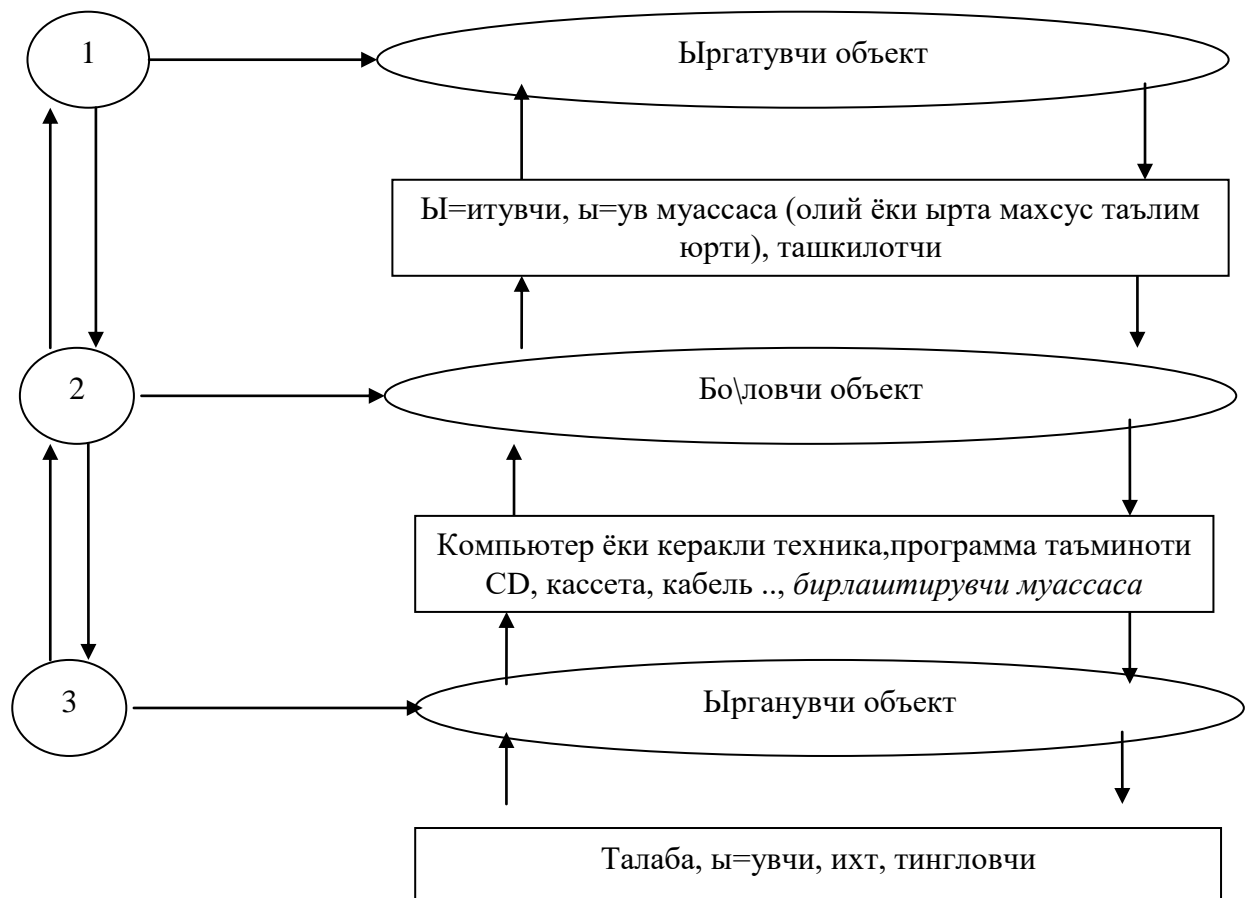 1
Ыргатувчи объект
Ы=итувчи, ы=ув муассаса (олий ёки ырта махсус таълим
юрти), ташкилотчи
2
Бо\ловчи объект
Компьютер ёки керакли техника,программа таъминоти
CD, кассета, кабель .., бирлаштирувчи муассаса
3
Ырганувчи объект
Талаба, ы=увчи, ихт, тингловчи